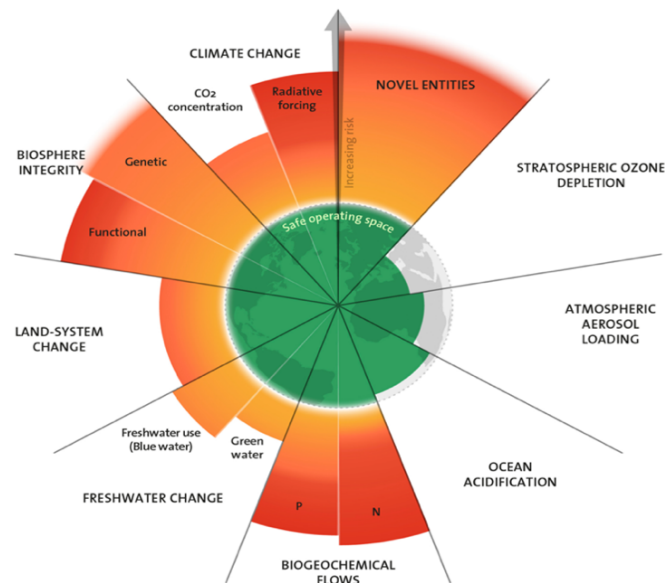 CLIMATE CHANGE
CO2
concentration
Radiative
forcing
NOVEL ENTITIES
Increasing risk
BIOSPHERE
INTEGRITY
Genetic
Functional
STRATOSPHERIC OZONE
DEPLETION
Safe operating space
LAND-SYSTEM
CHANGE
ATMOSPHERIC
AEROSOL
LOADING
Freshwater use
(Blue water)
Green
water
FRESHWATER CHANGE
P
N
OCEAN
ACIDIFICATION
BIOGEOCHEMICAL
FLOWS